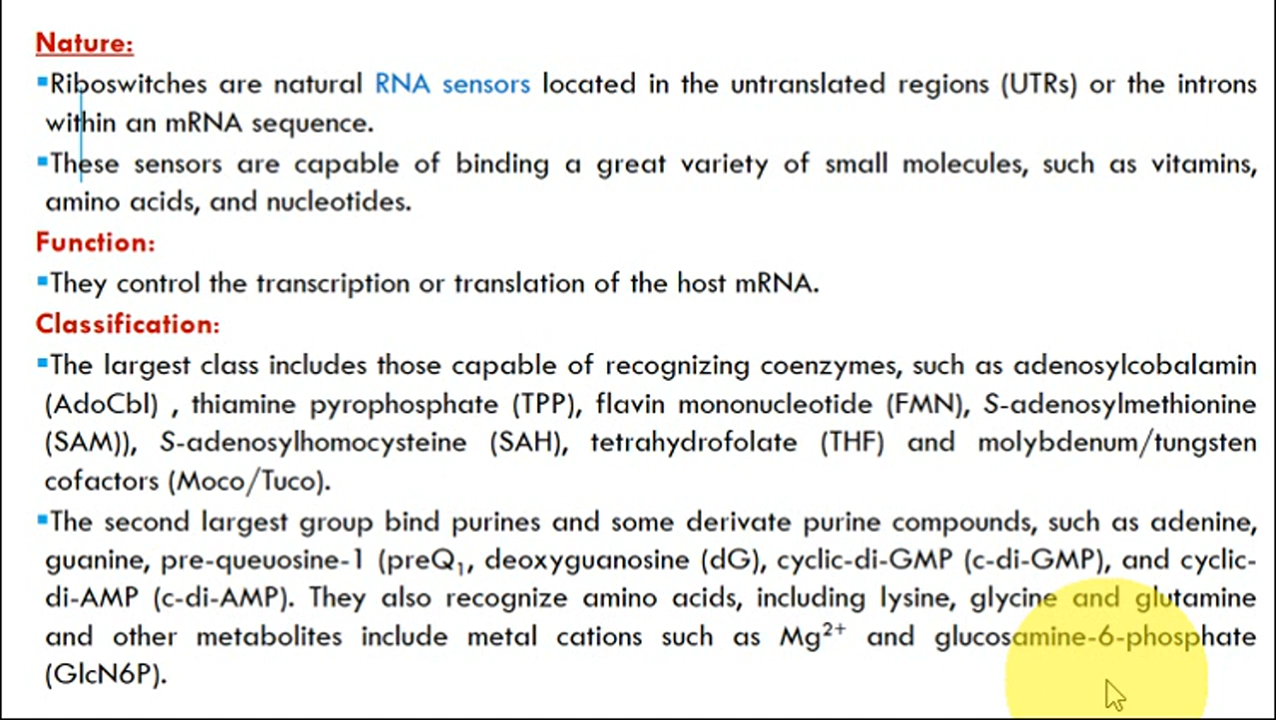 Nature:
▪Riboswitches are natural RNA sensors located in the untranslated regions (UTRs) or the introns
within an mRNA sequence.
▪These sensors are capable of binding a great variety of small molecules, such as vitamins,
amino acids, and nucleotides.
Function:
▪They control the transcription or translation of the host mRNA.
Classification:
▪The largest class includes those capable of recognizing coenzymes, such as adenosylcobalamin
(AdoCbl) , thiamine pyrophosphate (TPP), flavin mononucleotide (FMN), S-adenosylmethionine
(SAM)), S-adenosylhomocysteine (SAH), tetrahydrofolate (THF) and molybdenum/tungsten
cofactors (Moco/Tuco).
▪The second largest group bind purines and some derivate purine compounds, such as adenine,
guanine, pre-queuosine-1 (preQ₁, deoxyguanosine (dG), cyclic-di-GMP (c-di-GMP), and cyclic-
di-AMP (c-di-AMP). They also recognize amino acids, including lysine, glycine and glutamine
and other metabolites include metal cations such as Mg²⁺ and glucosamine-6-phosphate
(GlcN6P).